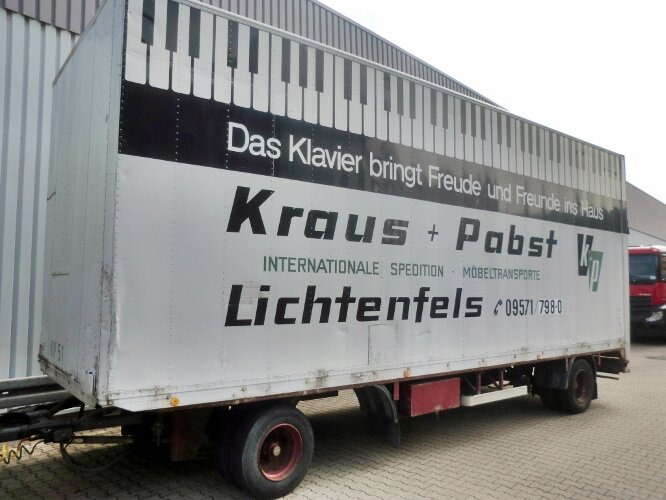 Das Klavier bringt Freude und Freunde ins Haus
Kraus + Pabst
KP
INTERNATIONALE SPEDITION · MÖBELTRANSPORTE
Lichtenfels ✆ 09571/798-0